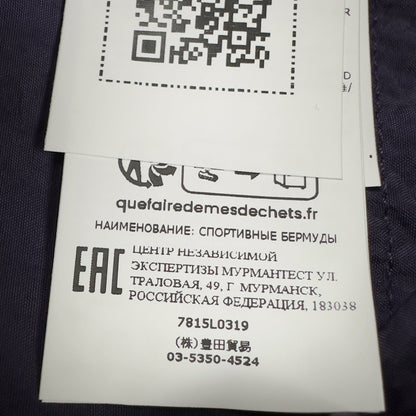 R
D
quefairedemesdechets.fr
НАИМЕНОВАНИЕ: СПОРТИВНЫЕ БЕРМУДЫ
EAC
ЦЕНТР НЕЗАВИСИМОЙ
ЭКСПЕРТИЗЫ МУРМАНТЕСТ УЛ.
ТРАЛОВАЯ, 49, Г МУРМАНСК,
РОССИЙСКАЯ ФЕДЕРАЦИЯ, 183038
7815L0319
(株)豊田貿易
03-5350-4524